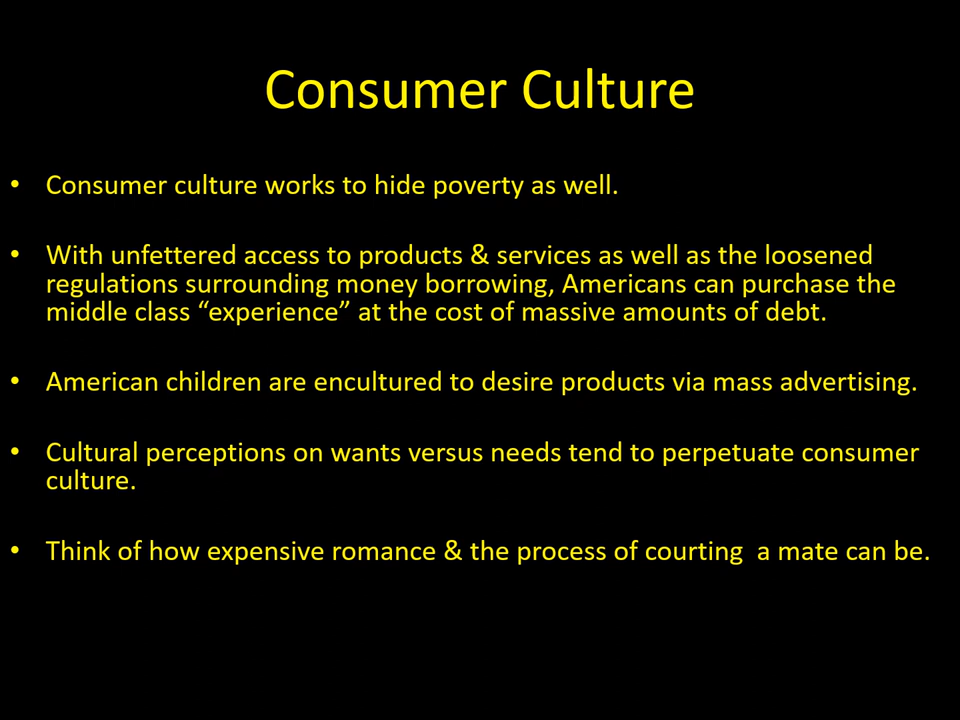 Consumer Culture
• Consumer culture works to hide poverty as well.
• With unfettered access to products & services as well as the loosened
regulations surrounding money borrowing, Americans can purchase the
middle class “experience” at the cost of massive amounts of debt.
• American children are encultured to desire products via mass advertising.
• Cultural perceptions on wants versus needs tend to perpetuate consumer
culture.
• Think of how expensive romance & the process of courting  a mate can be.